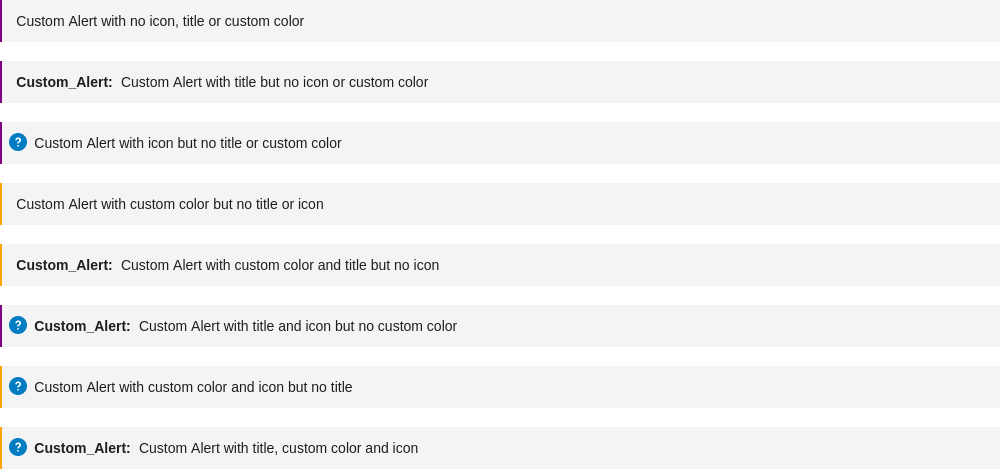 Custom Alert with no icon, title or custom color
Custom_Alert: Custom Alert with title but no icon or custom color
? Custom Alert with icon but no title or custom color
Custom Alert with custom color but no title or icon
Custom_Alert: Custom Alert with custom color and title but no icon
? Custom_Alert: Custom Alert with title and icon but no custom color
? Custom Alert with custom color and icon but no title
? Custom_Alert: Custom Alert with title, custom color and icon